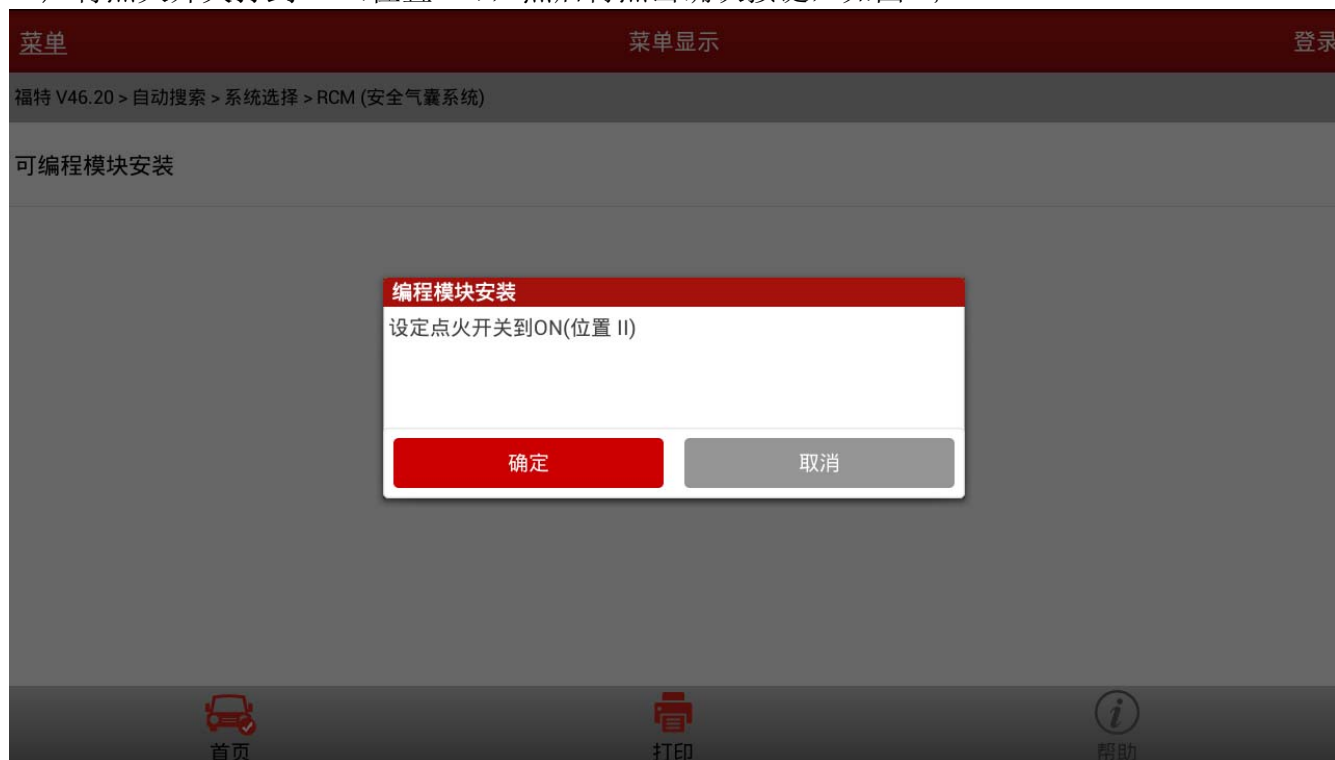 菜单 菜单显示 登录
福特 V46.20 > 自动搜索 > 系统选择 > RCM (安全气囊系统)
可编程模块安装
编程模块安装
设定点火开关到ON(位置 II)
确定 取消
首页 打印 帮助